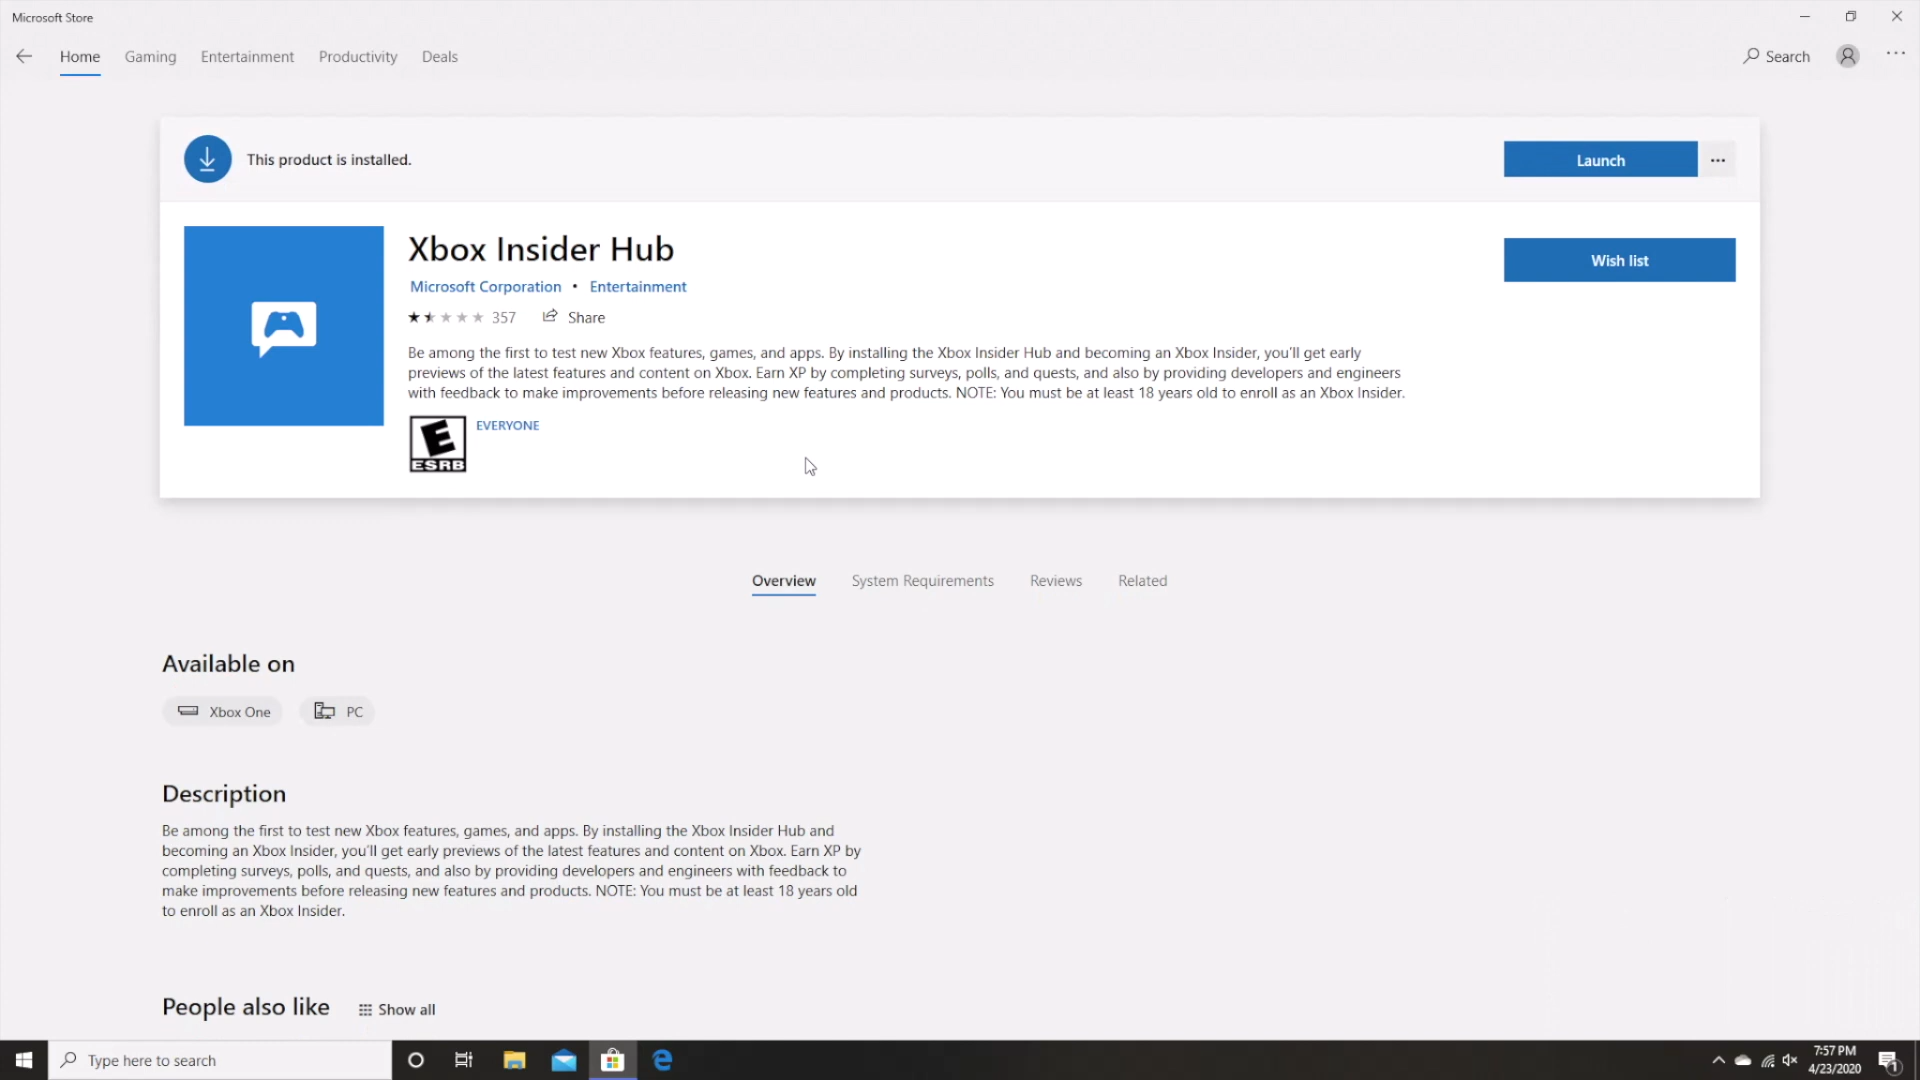 Microsoft Store
Home Gaming Entertainment Productivity Deals Search
This product is installed.
Launch
Xbox Insider Hub
Wish list
Microsoft Corporation • Entertainment
357 Share
Be among the first to test new Xbox features, games, and apps. By installing the Xbox Insider Hub and becoming an Xbox Insider, you'll get early
previews of the latest features and content on Xbox. Earn XP by completing surveys, polls, and quests, and also by providing developers and engineers
with feedback to make improvements before releasing new features and products. NOTE: You must be at least 18 years old to enroll as an Xbox Insider.
E
ESRB
EVERYONE
Overview System Requirements Reviews Related
Available on
Xbox One PC
Description
Be among the first to test new Xbox features, games, and apps. By installing the Xbox Insider Hub and
becoming an Xbox Insider, you'll get early previews of the latest features and content on Xbox. Earn XP by
completing surveys, polls, and quests, and also by providing developers and engineers with feedback to
make improvements before releasing new features and products. NOTE: You must be at least 18 years old
to enroll as an Xbox Insider.
People also like Show all
Type here to search
7:57 PM
4/23/2020
1